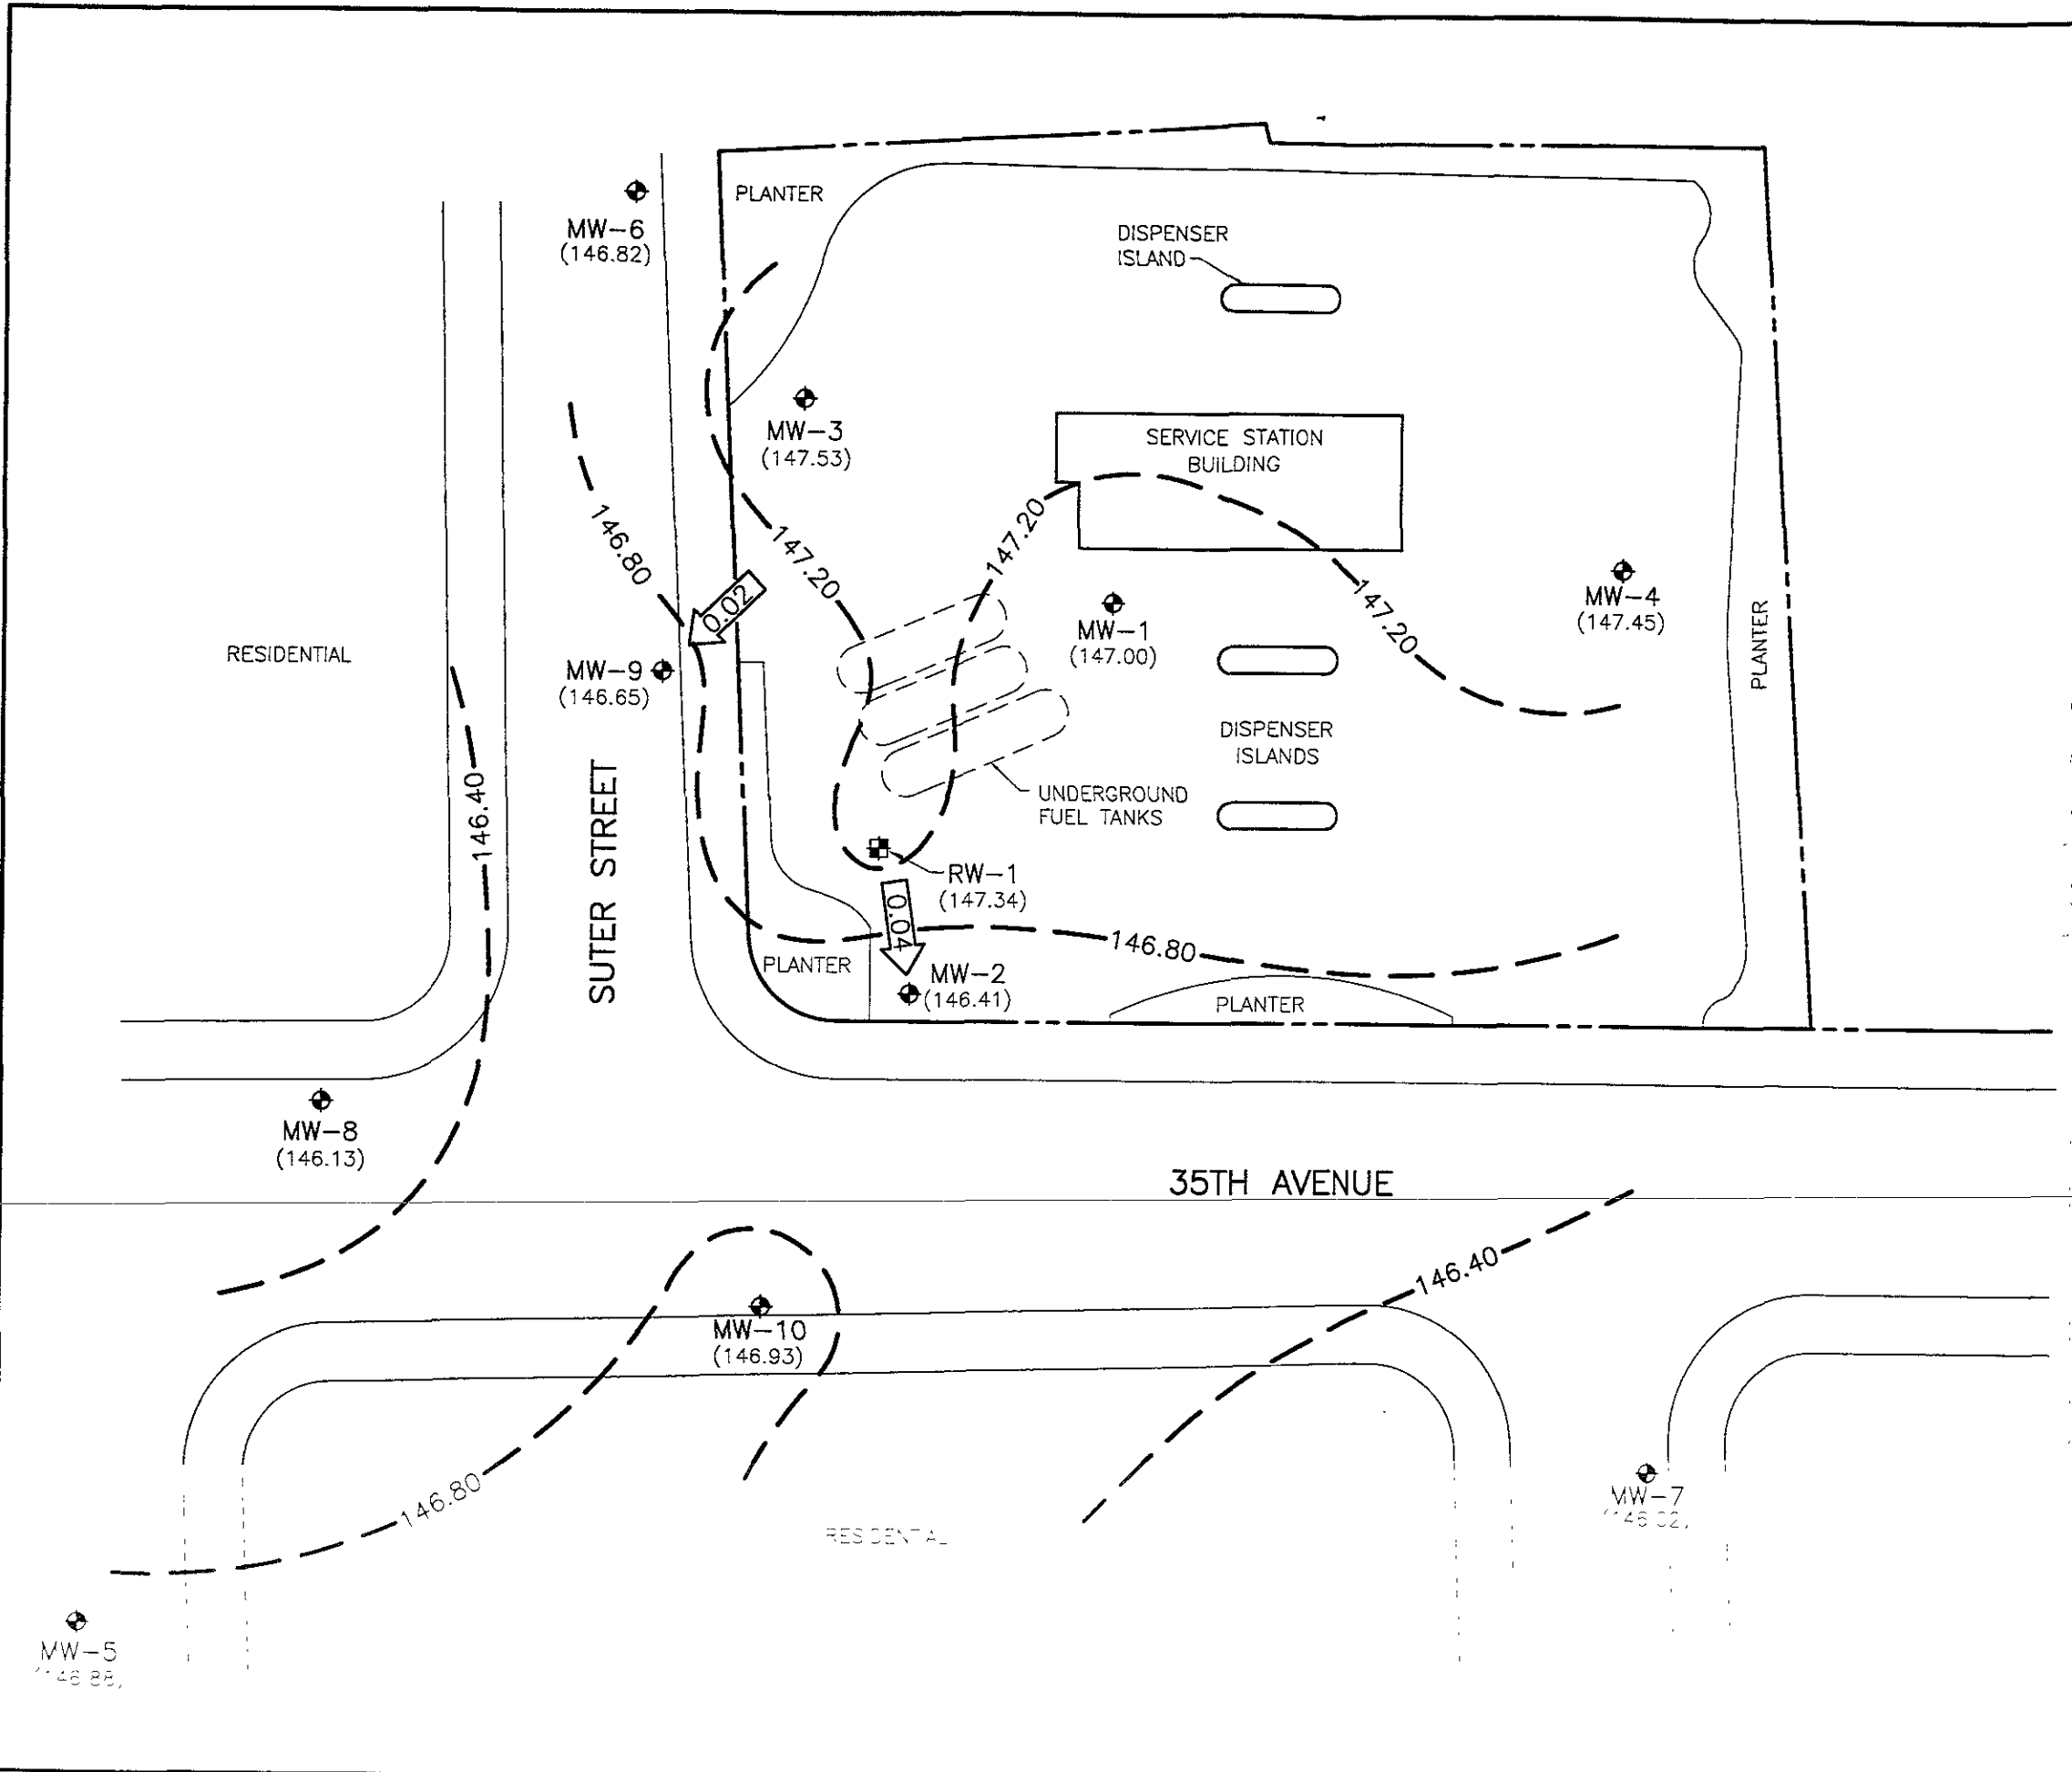 MW-6
(146.82)
PLANTER
DISPENSER
ISLAND
MW-3
(147.53)
SERVICE STATION
BUILDING
146.80
147.20
147.20
147.20
0.02
MW-1
(147.00)
MW-4
(147.45)
PLANTER
RESIDENTIAL
MW-9
(146.65)
146.40
SUTER STREET
DISPENSER
ISLANDS
UNDERGROUND
FUEL TANKS
RW-1
(147.34)
0.04
146.80
PLANTER
MW-2
(146.41)
PLANTER
MW-8
(146.13)
35TH AVENUE
146.40
MW-10
(146.93)
146.80
MW-7
RESIDENTIAL
MW-5